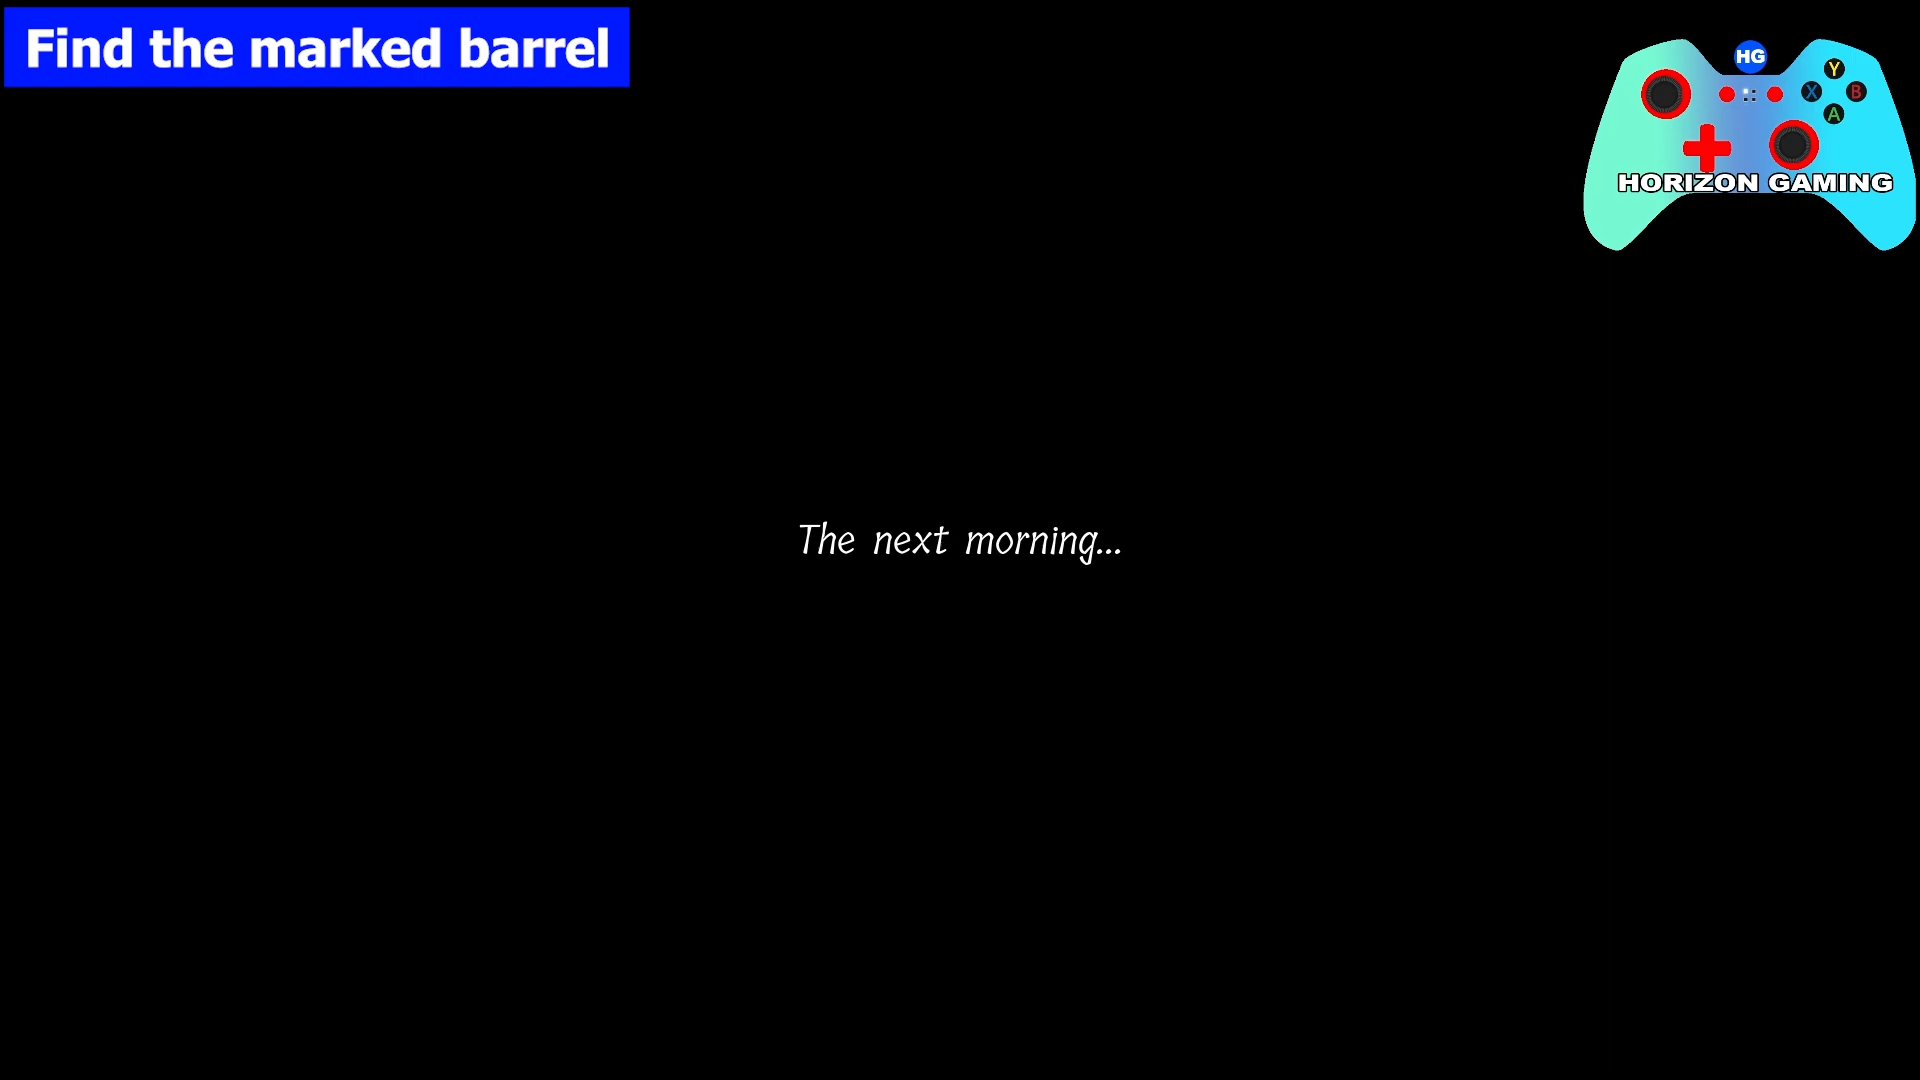 Find the marked barrel
HG
Y
X B
A
HORIZON GAMING
The next morning...